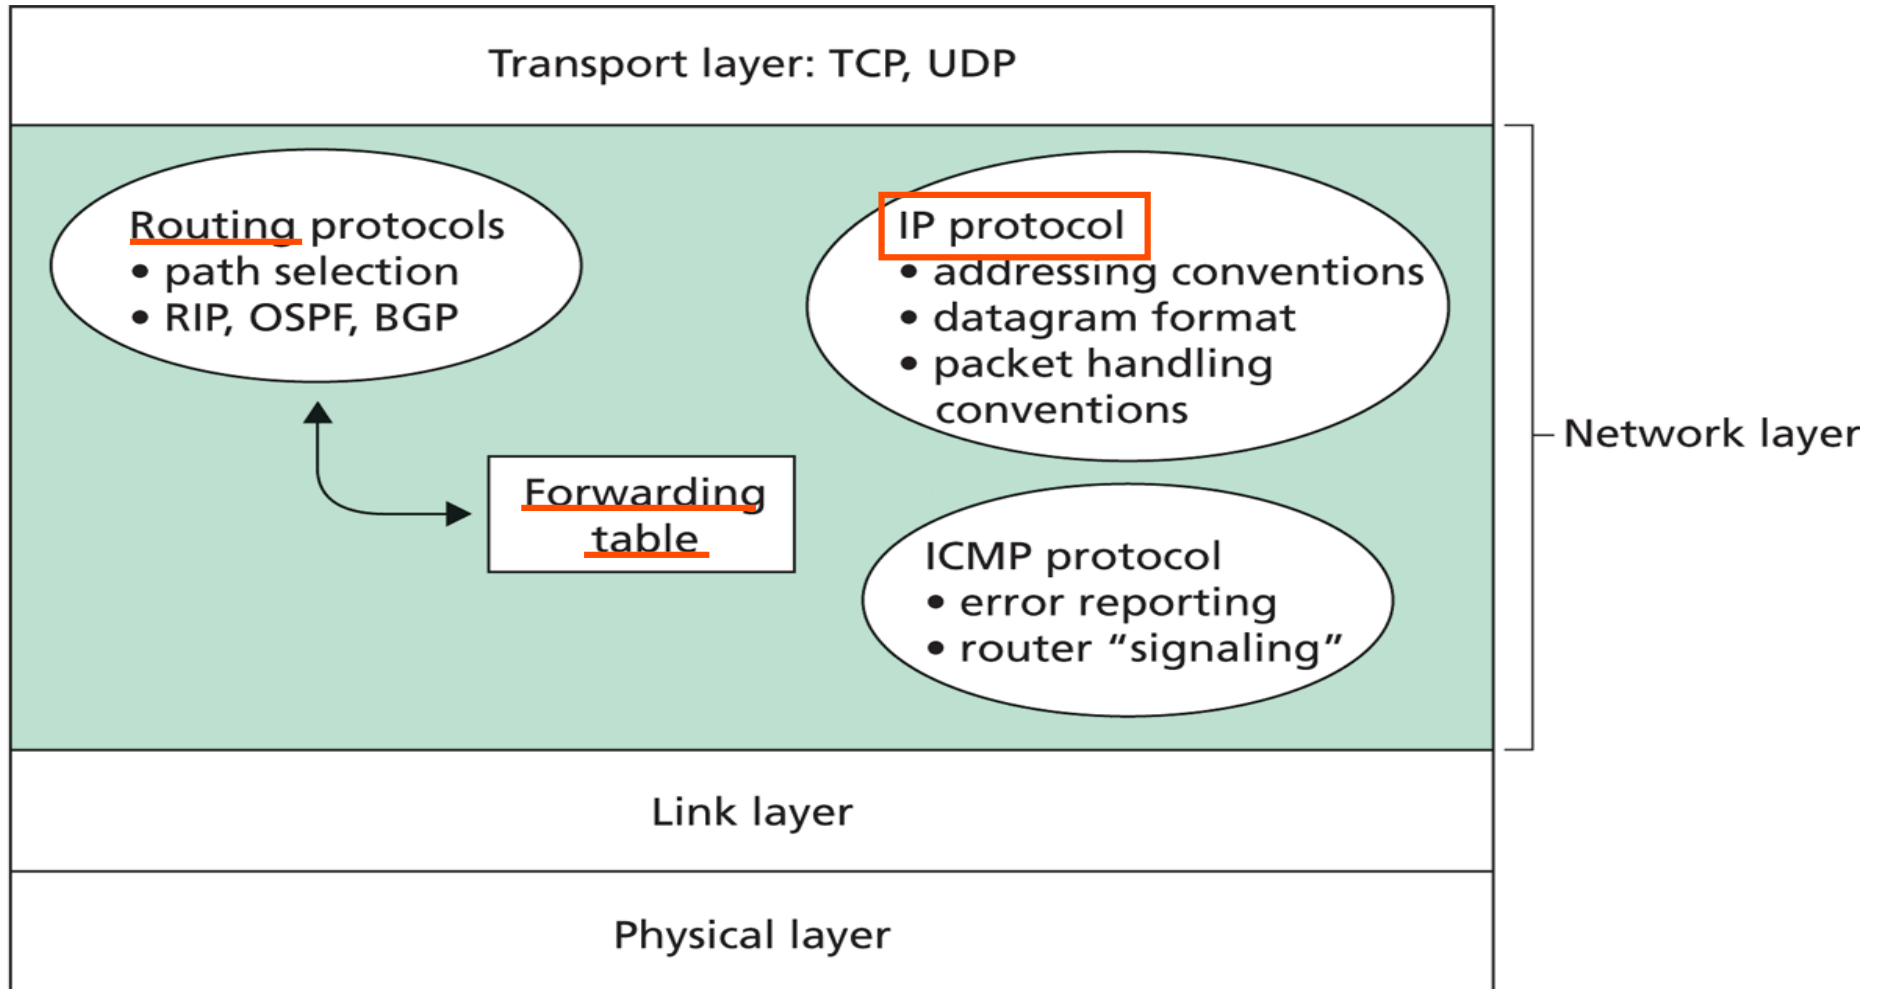 Transport layer: TCP, UDP
Routing protocols
• path selection
• RIP, OSPF, BGP
IP protocol
• addressing conventions
• datagram format
• packet handling
conventions
Network layer
Forwarding
table
ICMP protocol
• error reporting
• router “signaling”
Link layer
Physical layer